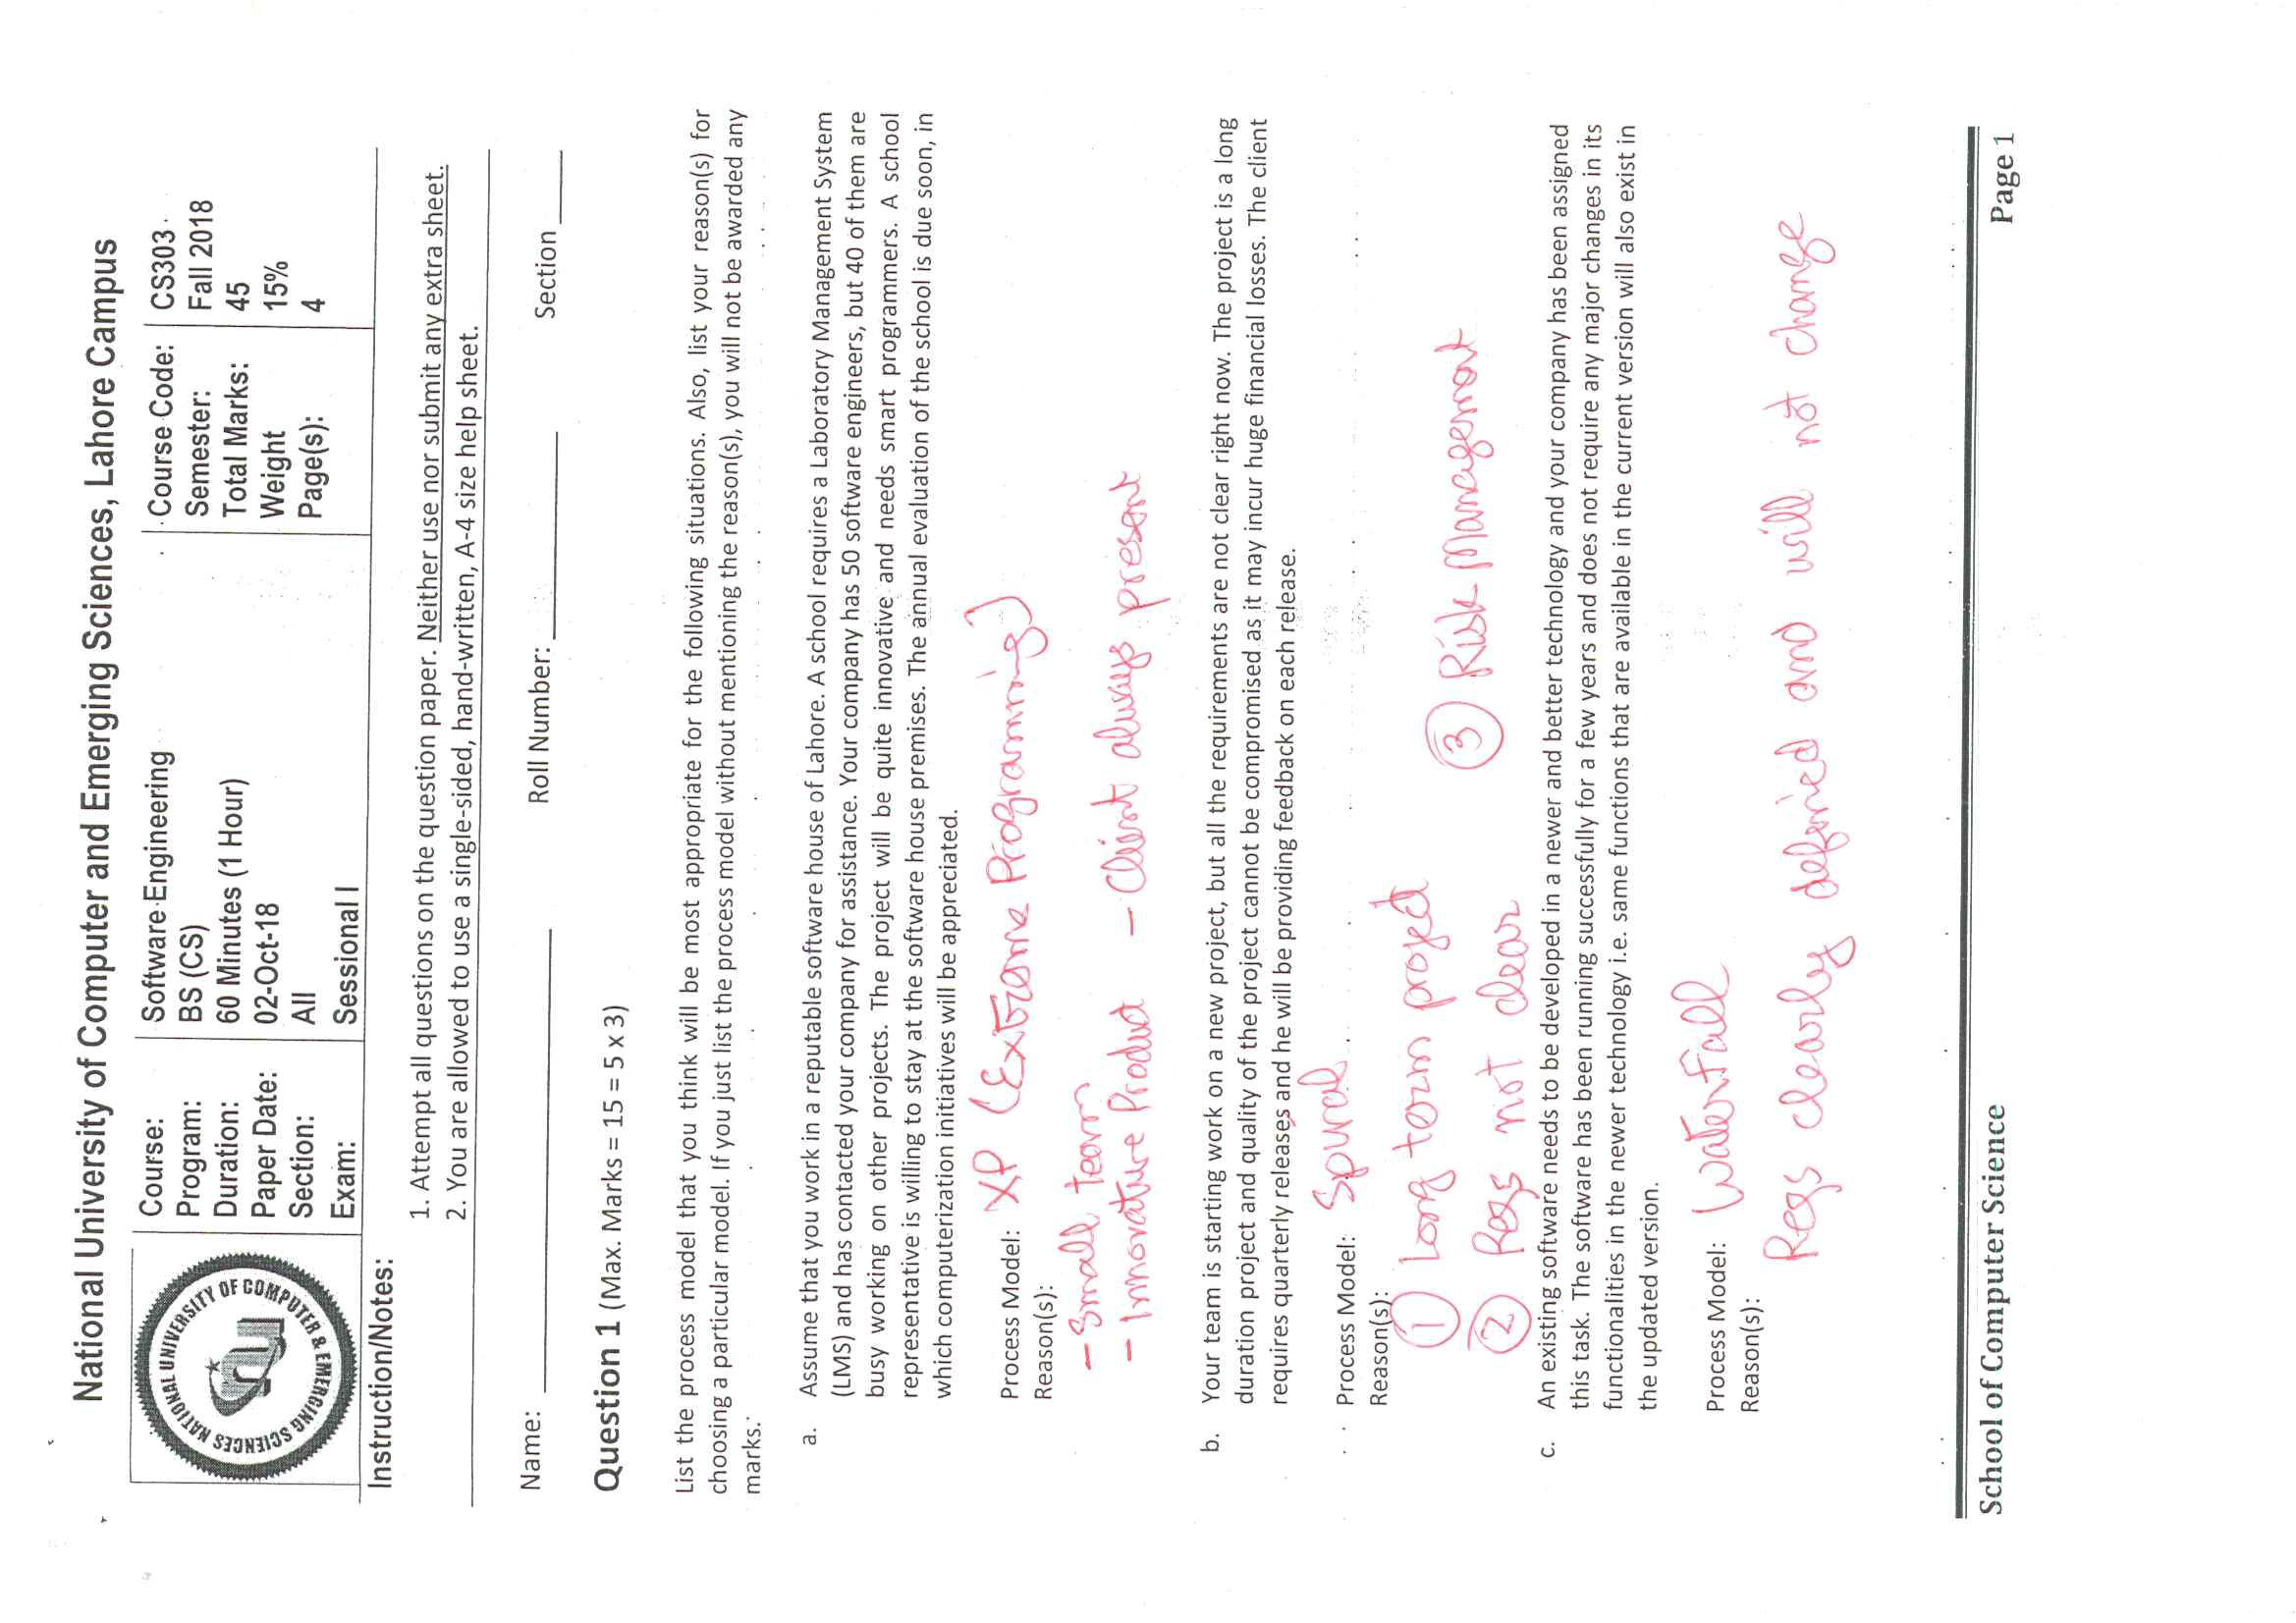 National University of Computer and Emerging Sciences, Lahore Campus
NATIONAL UNIVERSITY OF COMPUTER & EMERGING SCIENCES
Course: Software Engineering Course Code: CS303
Program: BS (CS) Semester: Fall 2018
Duration: 60 Minutes (1 Hour) Total Marks: 45
Paper Date: 02-Oct-18 Weight 15%
Section: All Page(s): 4
Exam: Sessional I
Instruction/Notes:
1. Attempt all questions on the question paper. Neither use nor submit any extra sheet.
2. You are allowed to use a single-sided, hand-written, A-4 size help sheet.
Name: Roll Number: Section
Question 1 (Max. Marks = 15 = 5 x 3)
List the process model that you think will be most appropriate for the following situations. Also, list your reason(s) for
choosing a particular model. If you just list the process model without mentioning the reason(s), you will not be awarded any
marks.
a. Assume that you work in a reputable software house of Lahore. A school requires a Laboratory Management System
(LMS) and has contacted your company for assistance. Your company has 50 software engineers, but 40 of them are
busy working on other projects. The project will be quite innovative and needs smart programmers. A school
representative is willing to stay at the software house premises. The annual evaluation of the school is due soon, in
which computerization initiatives will be appreciated.
Process Model: XP (Extreme Programming)
Reason(s):
- Small team
- Innovative Product - Client always present
b. Your team is starting work on a new project, but all the requirements are not clear right now. The project is a long
duration project and quality of the project cannot be compromised as it may incur huge financial losses. The client
requires quarterly releases and he will be providing feedback on each release.
Process Model: Spiral
Reason(s):
1 Long term project 3 Risk Management
2 Reqs not clear
c. An existing software needs to be developed in a newer and better technology and your company has been assigned
this task. The software has been running successfully for a few years and does not require any major changes in its
functionalities in the newer technology i.e. same functions that are available in the current version will also exist in
the updated version.
Process Model: WaterFall
Reason(s):
Reqs clearly defined and will not change
School of Computer Science Page 1